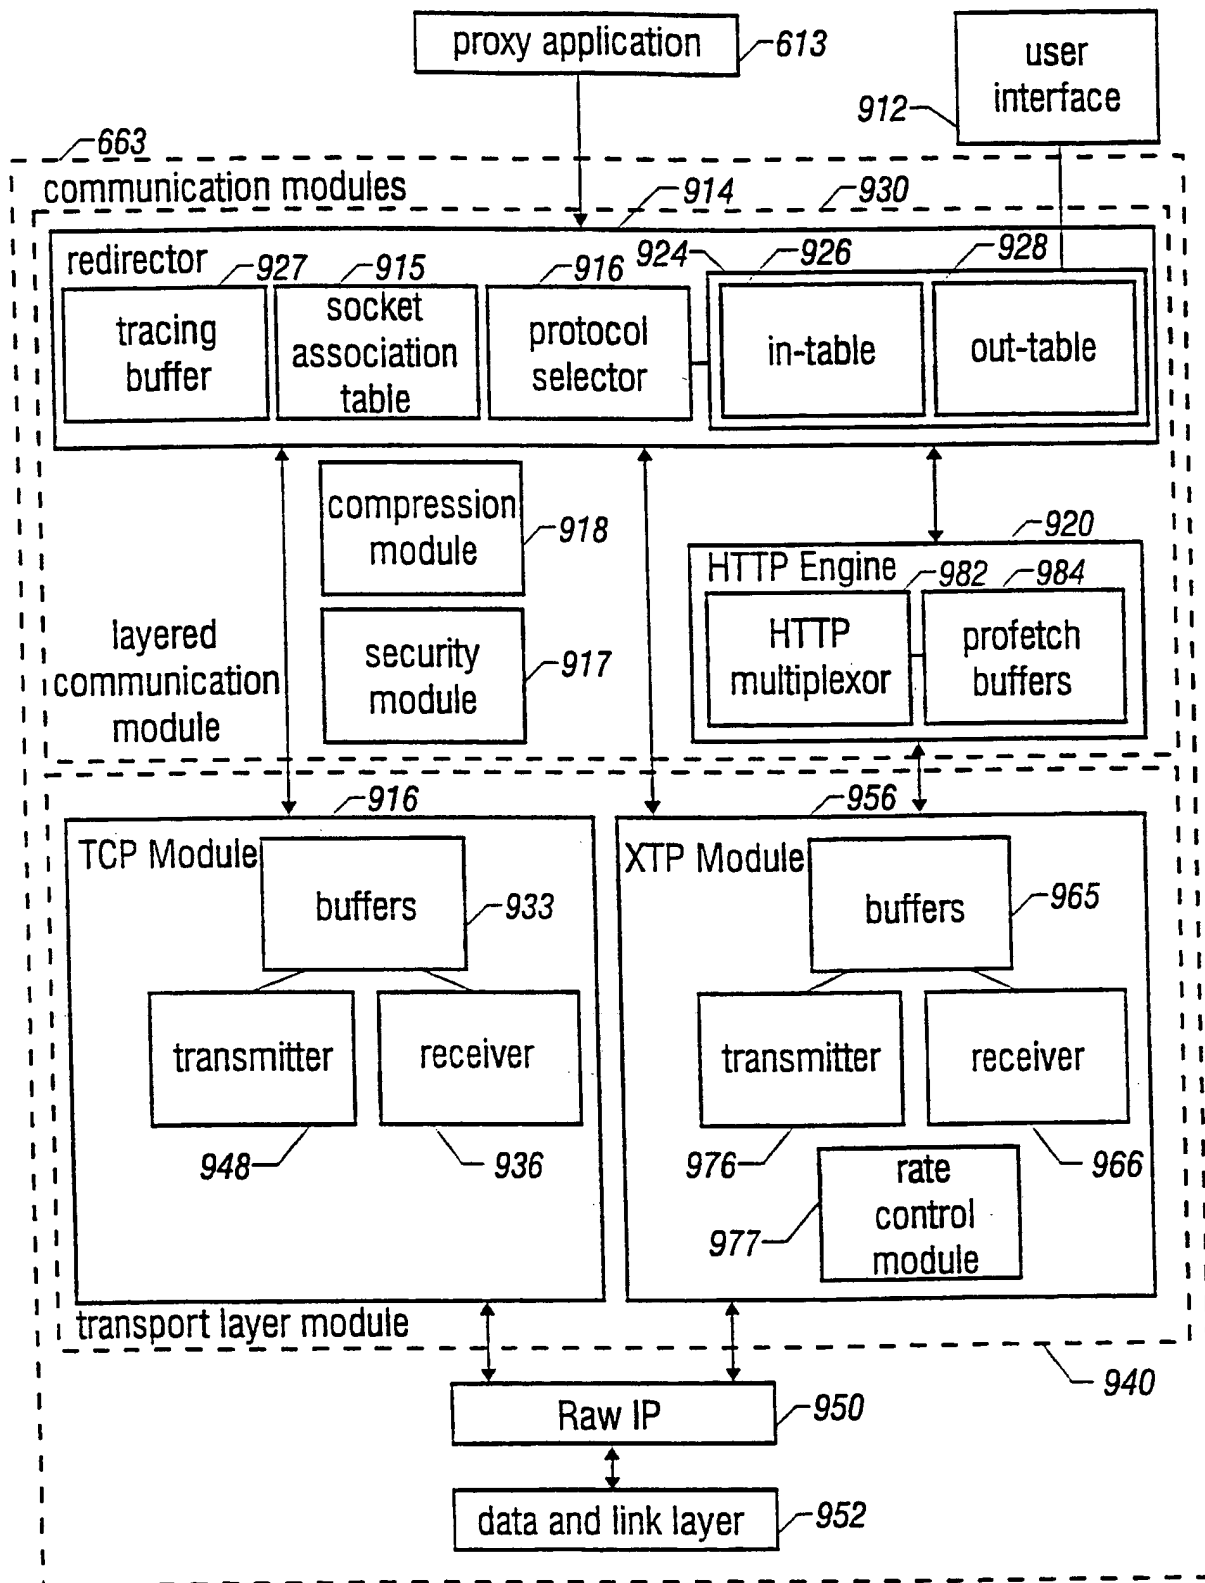 proxy application
613
user
interface
912
663
communication modules
914
930
redirector
927
915
916
924
926
928
tracing
buffer
socket
association
table
protocol
selector
in-table
out-table
compression
module
918
920
HTTP Engine
982
984
HTTP
multiplexor
profetch
buffers
layered
communication
module
security
module
917
916
956
TCP Module
buffers
933
XTP Module
buffers
965
transmitter
receiver
transmitter
receiver
948
936
976
966
rate
control
module
977
transport layer module
940
Raw IP
950
data and link layer
952